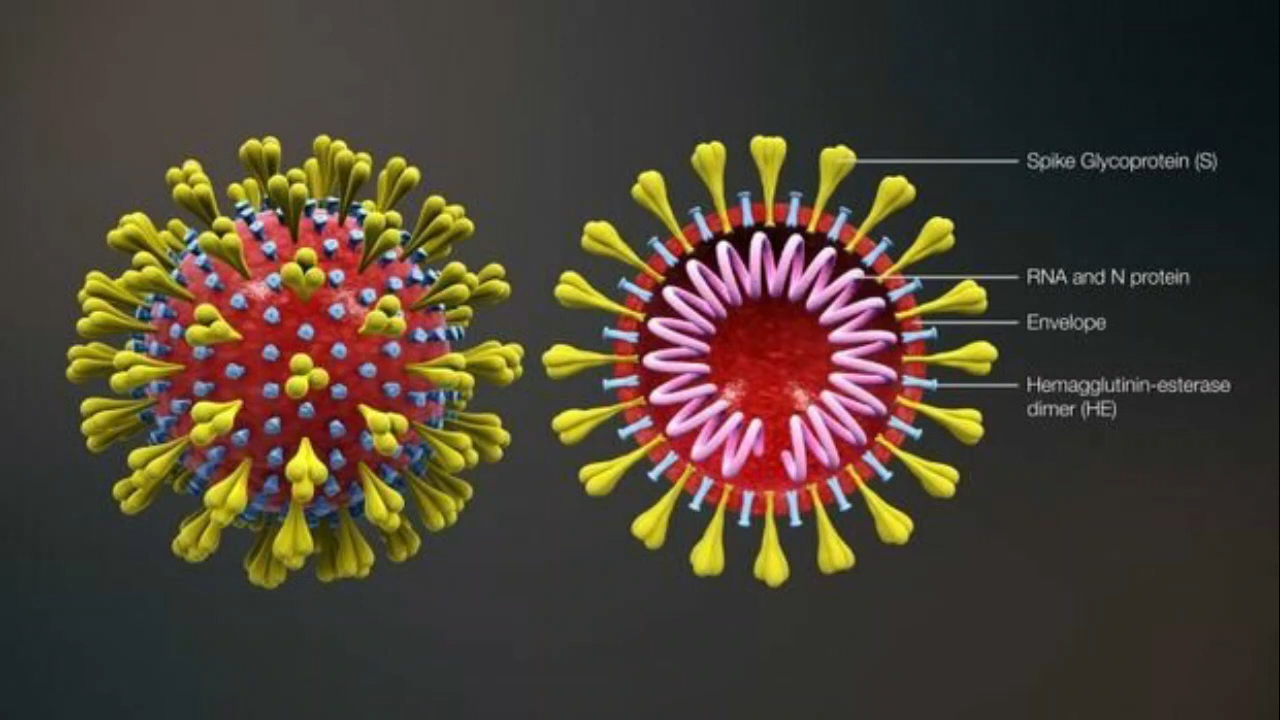 Spike Glycoprotein (S)
RNA and N protein
Envelope
Hemagglutinin-esterase
dimer (HE)